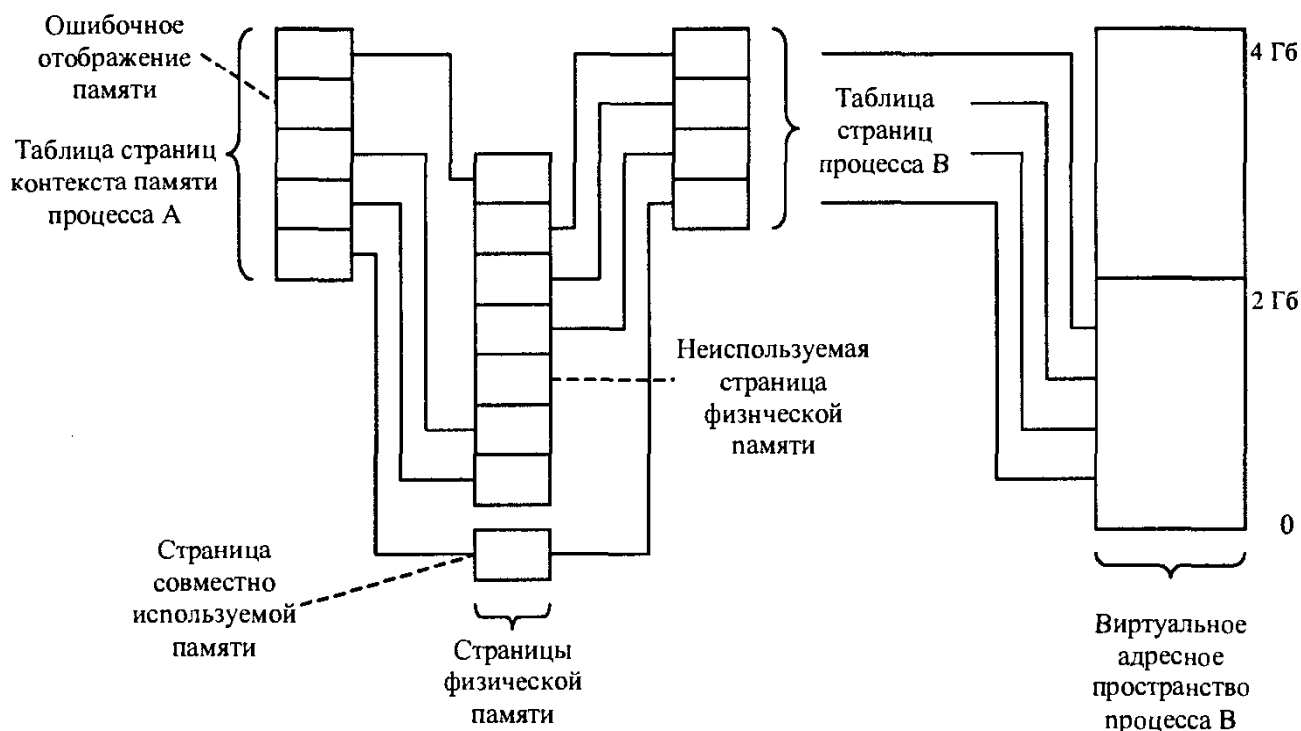 Ошибочное
отображение
памяти
Таблица страниц
контекста памяти
процесса А
Таблица
страниц
процесса В
4 Гб
2 Гб
0
Неиспользуемая
страница
физнческой
памяти
Страница
совместно
используемой
памяти
Страницы
физической
памяти
Виртуальное
адресное
пространство
процесса В